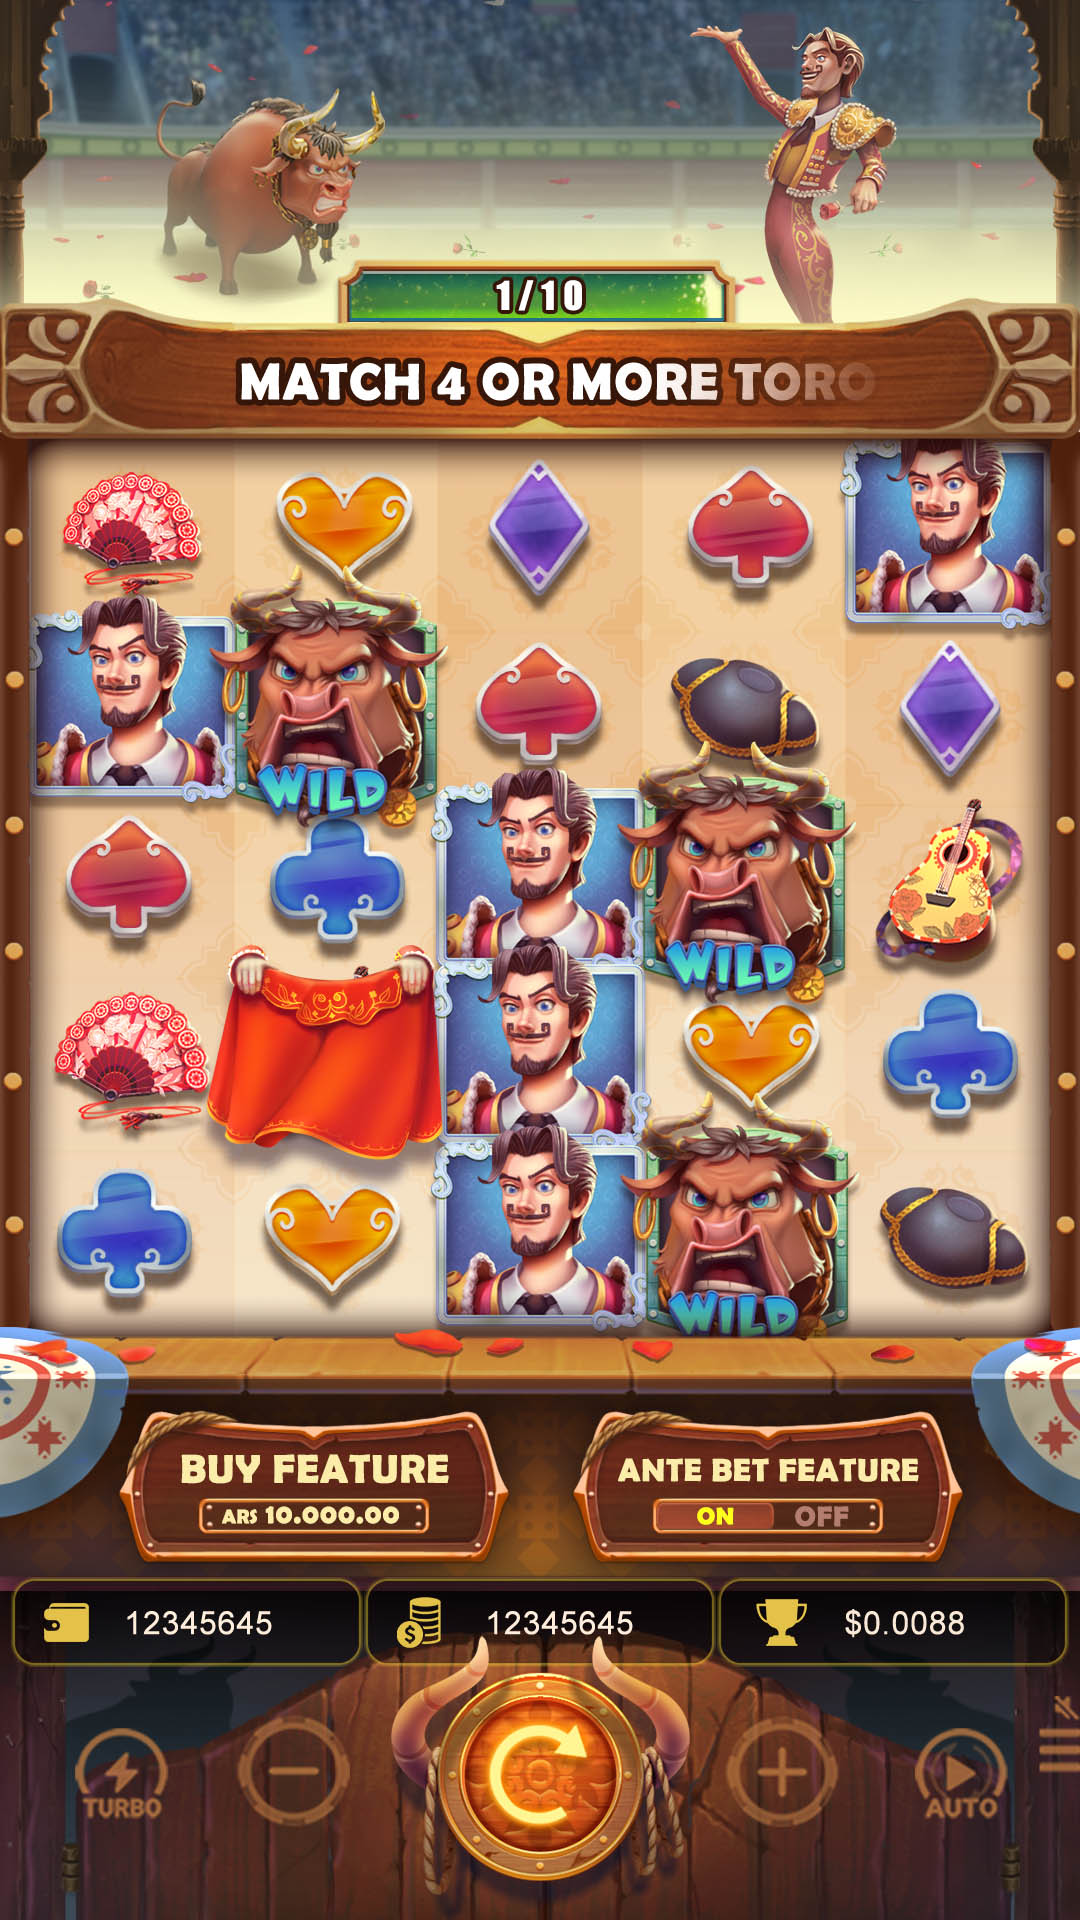 1/10
MATCH 4 OR MORE TORO
WILD
WILD
WILD
BUY FEATURE
ARS 10.000.00
ANTE BET FEATURE
ON OFF
12345645
12345645
$0.0088
TURBO
AUTO